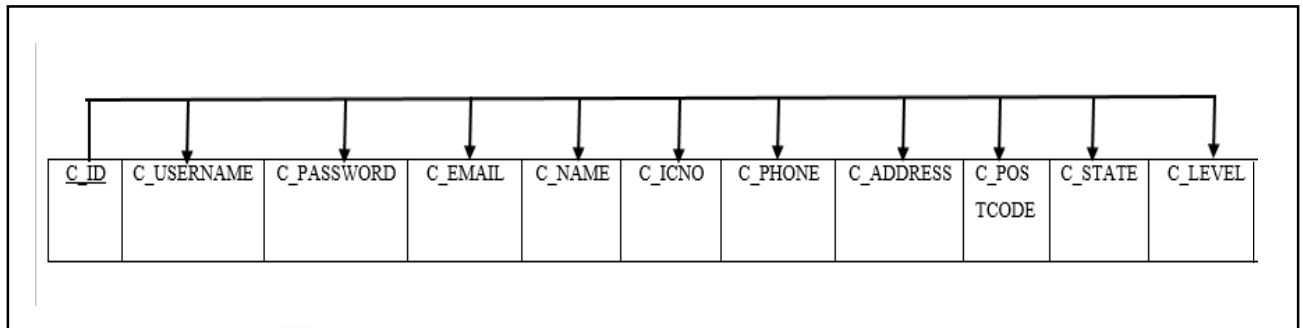 C_ID C_USERNAME C_PASSWORD C_EMAIL C_NAME C_ICNO C_PHONE C_ADDRESS C_POS C_STATE C_LEVEL
TCODE